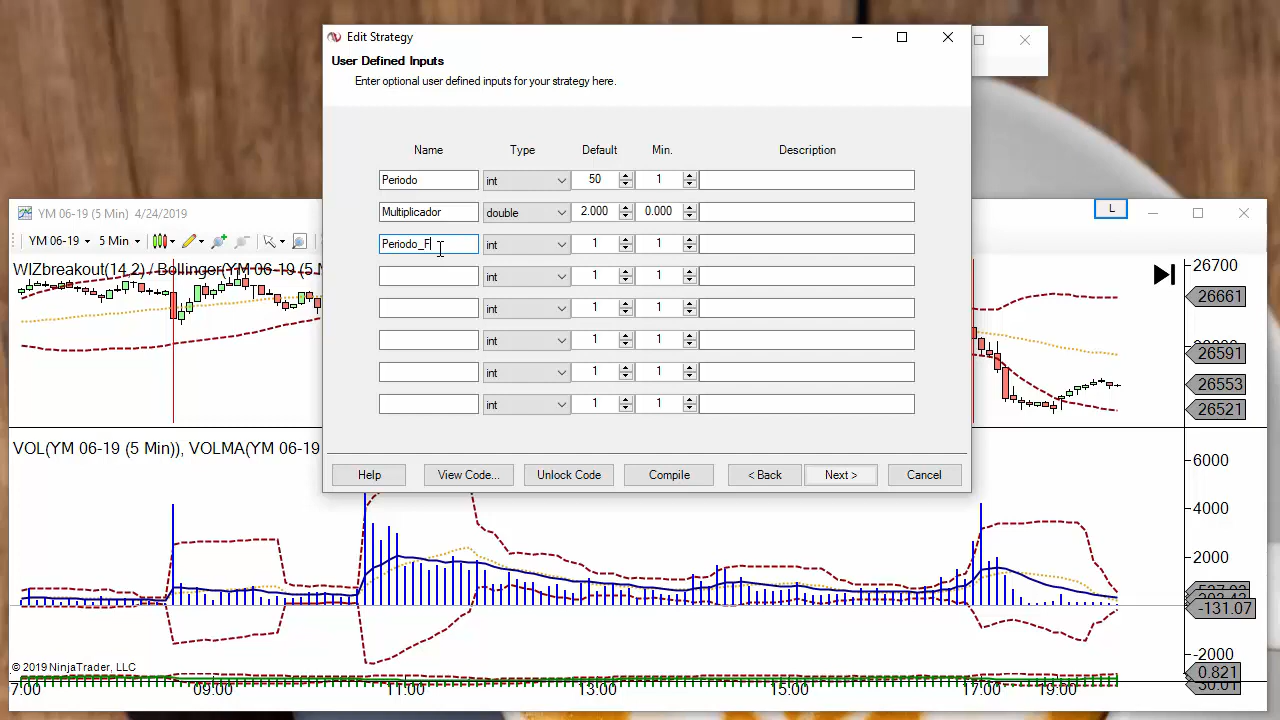 Edit Strategy
User Defined Inputs
Enter optional user defined inputs for your strategy here.
Name Type Default Min. Description
Periodo int 50 1
Multiplicador double 2.000 0.000
Periodo_F int 1 1
int 1 1
int 1 1
int 1 1
int 1 1
int 1 1
Help View Code... Unlock Code Compile < Back Next > Cancel
YM 06-19 (5 Min) 4/24/2019
L
YM 06-19 5 Min
WIZbreakout(14,2) / Bollinger(YM 06-19 (5
26700
26661
26591
26553
26521
VOL(YM 06-19 (5 Min)), VOLMA(YM 06-19
6000
4000
2000
-131.07
-2000
0.821
© 2019 NinjaTrader, LLC
7:00 09:00 11:00 13:00 15:00 17:00 19:00